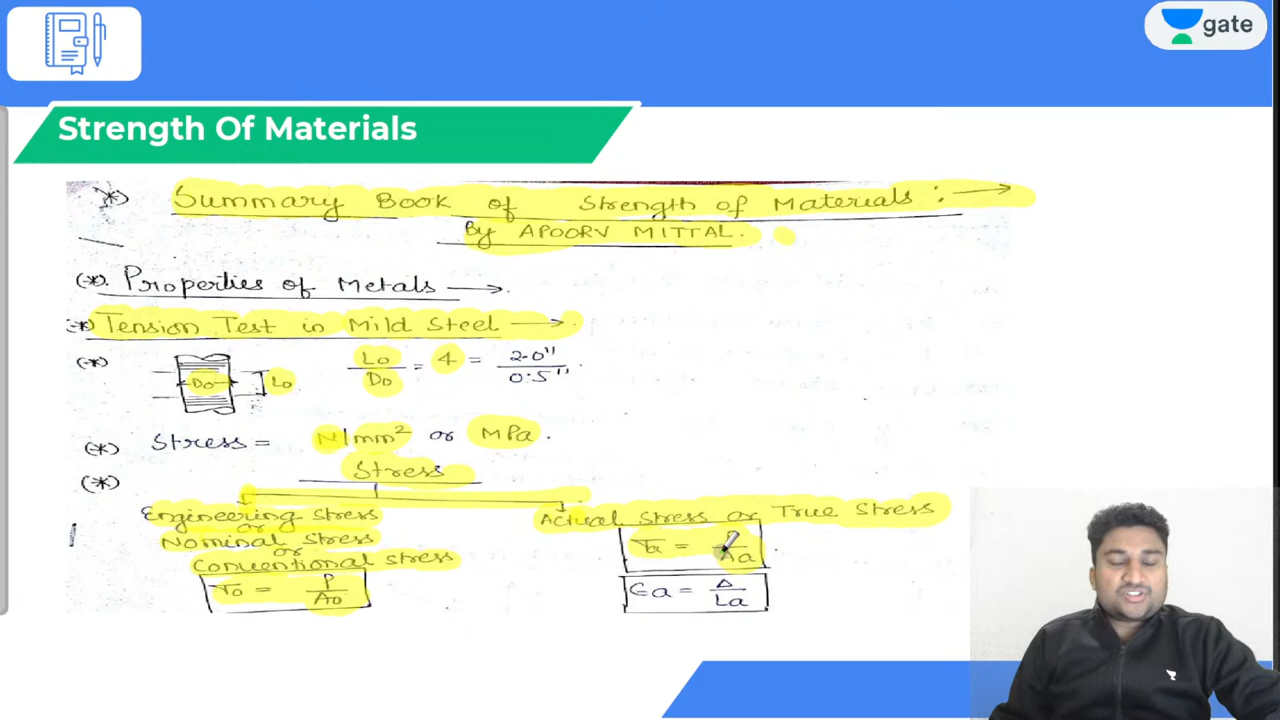 gate
Strength Of Materials
(*) Summary Book of Strength of Materials : →
By APOORV MITTAL.
(*). Properties of Metals →.
(*) Tension Test in Mild Steel →.
(*) Do Lo Lo/Do = 4 = 2.0"/0.5".
(*) Stress = N/mm² or MPa.
(*) Stress
Engineering Stress
or
Nominal Stress
or
Conventional Stress
σo = P/Ao
Actual Stress or True Stress
σa = P/Aa
Ea = Δ/La